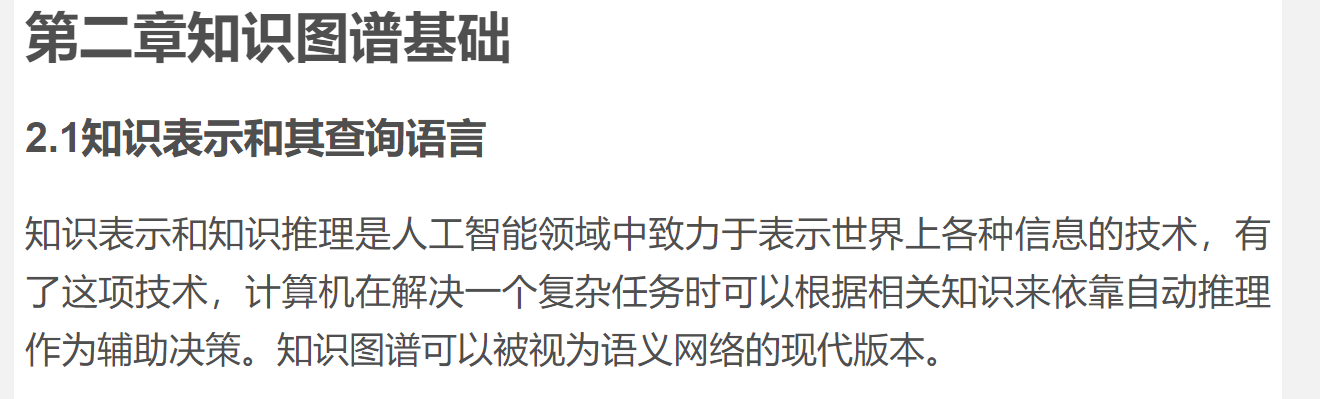 第二章知识图谱基础
2.1知识表示和其查询语言
知识表示和知识推理是人工智能领域中致力于表示世界上各种信息的技术，有
了这项技术，计算机在解决一个复杂任务时可以根据相关知识来依靠自动推理
作为辅助决策。知识图谱可以被视为语义网络的现代版本。